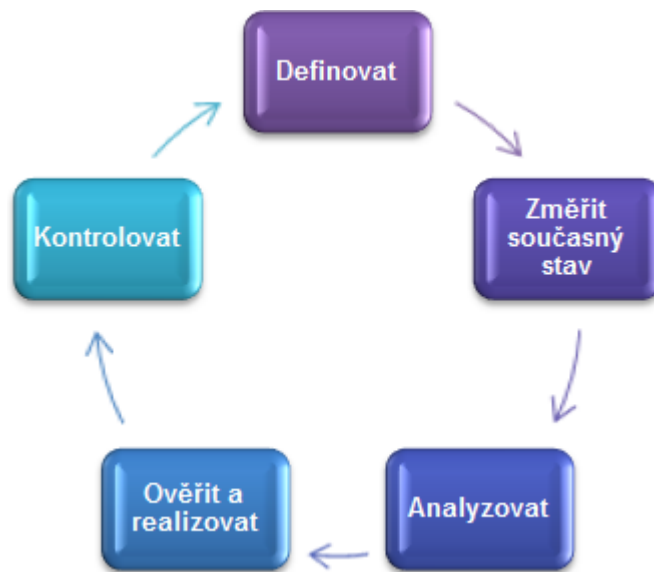 Definovat
Změřit
současný
stav
Analyzovat
Ověřit a
realizovat
Kontrolovat